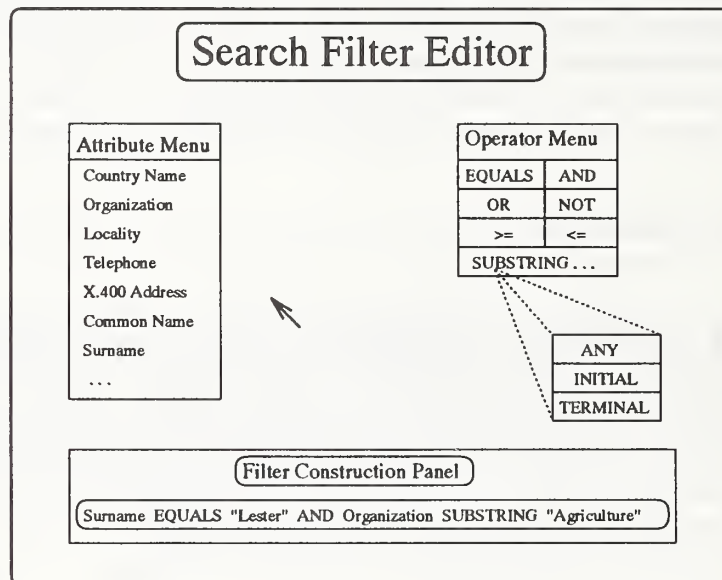 Search Filter Editor
Attribute Menu
Country Name
Organization
Locality
Telephone
X.400 Address
Common Name
Surname
...
Operator Menu
EQUALS AND
OR NOT
>= <=
SUBSTRING...
ANY
INITIAL
TERMINAL
Filter Construction Panel
Surname EQUALS "Lester" AND Organization SUBSTRING "Agriculture"